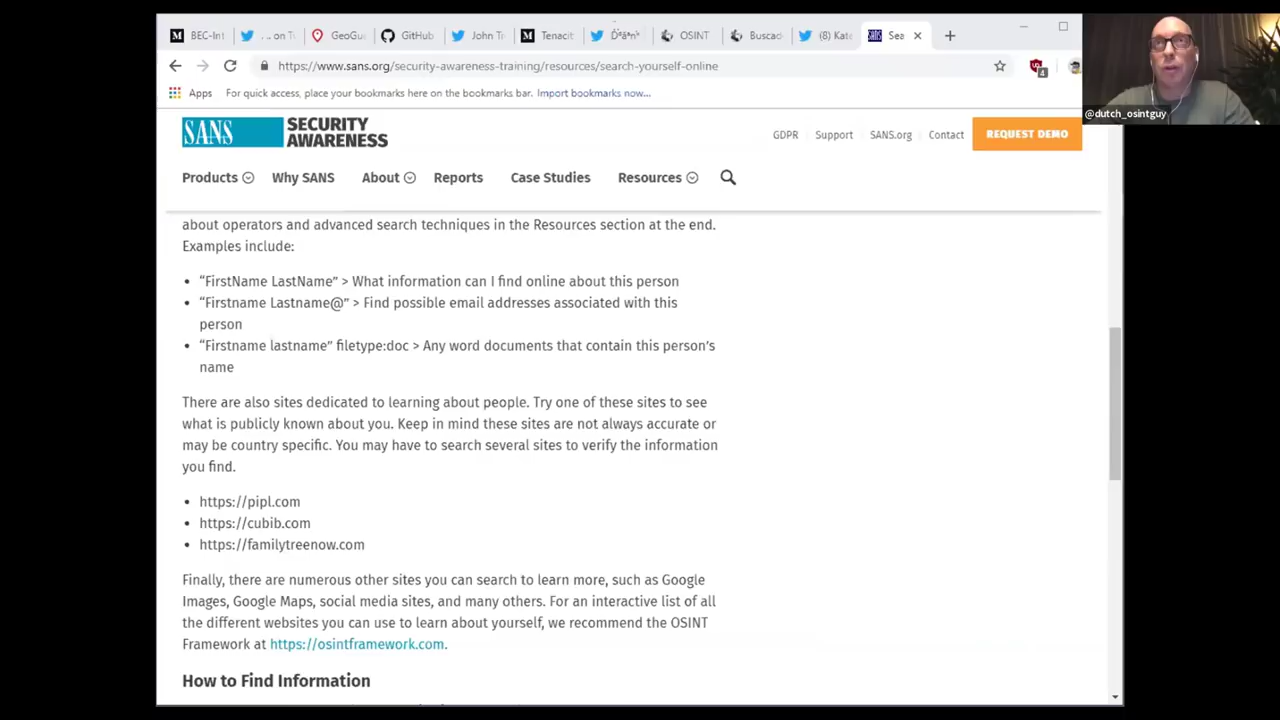 BEC-Int
... on T
GeoGu
GitHub
John Tr
Tenacit
OSINT
Buscad
(8) Kate
Sea
https://www.sans.org/security-awareness-training/resources/search-yourself-online
4
Apps
For quick access, place your bookmarks here on the bookmarks bar. Import bookmarks now...
@dutch_osintguy
SANS SECURITY AWARENESS
GDPR
Support
SANS.org
Contact
REQUEST DEMO
Products
Why SANS
About
Reports
Case Studies
Resources
about operators and advanced search techniques in the Resources section at the end.
Examples include:
• “FirstName LastName” > What information can I find online about this person
• “Firstname Lastname@” > Find possible email addresses associated with this
person
• “Firstname lastname” filetype:doc > Any word documents that contain this person’s
name
There are also sites dedicated to learning about people. Try one of these sites to see
what is publicly known about you. Keep in mind these sites are not always accurate or
may be country specific. You may have to search several sites to verify the information
you find.
• https://pipl.com
• https://cubib.com
• https://familytreenow.com
Finally, there are numerous other sites you can search to learn more, such as Google
Images, Google Maps, social media sites, and many others. For an interactive list of all
the different websites you can use to learn about yourself, we recommend the OSINT
Framework at https://osintframework.com.
How to Find Information